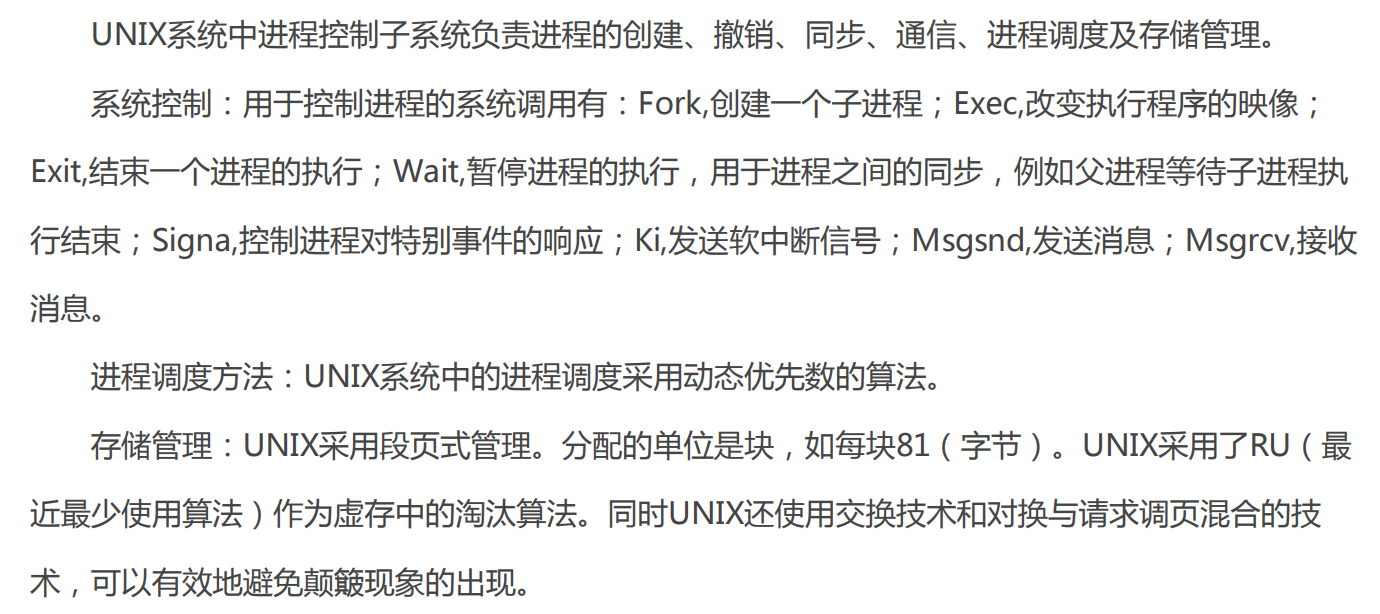 UNIX系统中进程控制子系统负责进程的创建、撤销、同步、通信、进程调度及存储管理。
系统控制：用于控制进程的系统调用有：Fork,创建一个子进程；Exec,改变执行程序的映像；
Exit,结束一个进程的执行；Wait,暂停进程的执行，用于进程之间的同步，例如父进程等待子进程执
行结束；Signa,控制进程对特别事件的响应；Ki,发送软中断信号；Msgsnd,发送消息；Msgrcv,接收
消息。
进程调度方法：UNIX系统中的进程调度采用动态优先数的算法。
存储管理：UNIX采用段页式管理。分配的单位是块，如每块81（字节）。UNIX采用了RU（最
近最少使用算法）作为虚存中的淘汰算法。同时UNIX还使用交换技术和对换与请求调页混合的技
术，可以有效地避免颠簸现象的出现。